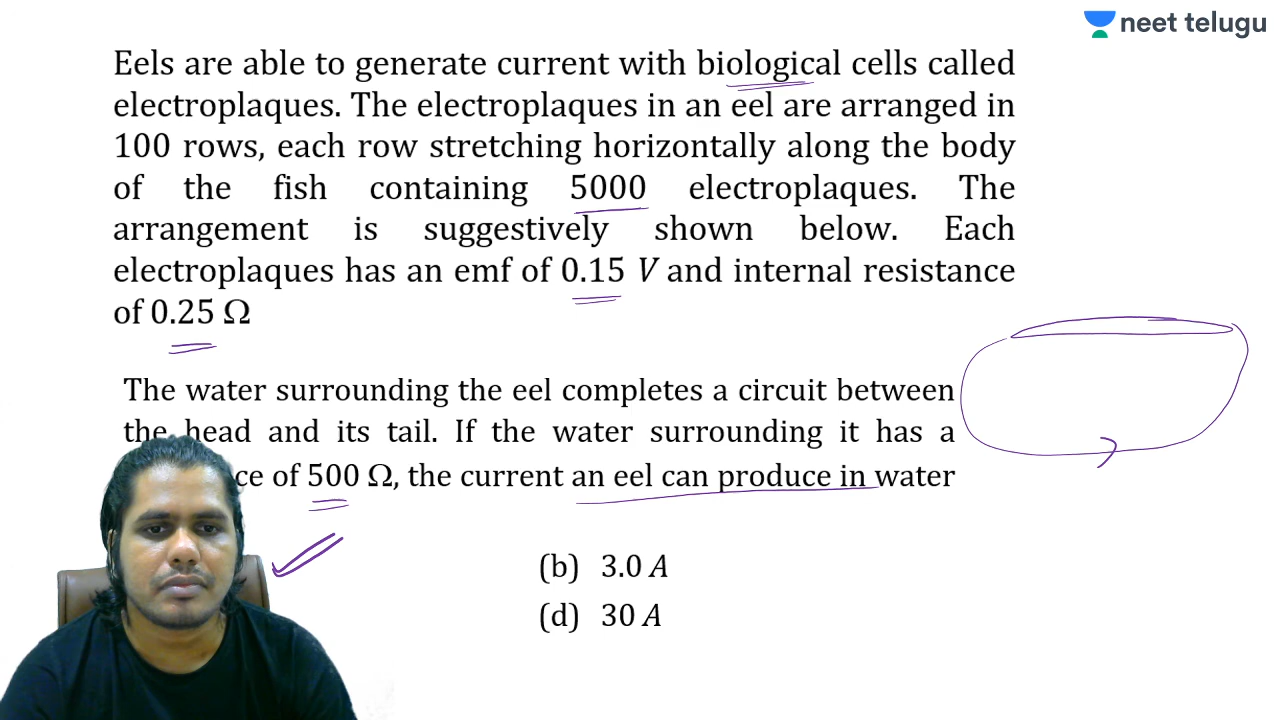 neet telugu
Eels are able to generate current with biological cells called
electroplaques. The electroplaques in an eel are arranged in
100 rows, each row stretching horizontally along the body
of the fish containing 5000 electroplaques. The
arrangement is suggestively shown below. Each
electroplaques has an emf of 0.15 V and internal resistance
of 0.25 Ω
The water surrounding the eel completes a circuit between
the head and its tail. If the water surrounding it has a
ce of 500 Ω, the current an eel can produce in water
(b) 3.0 A
(d) 30 A